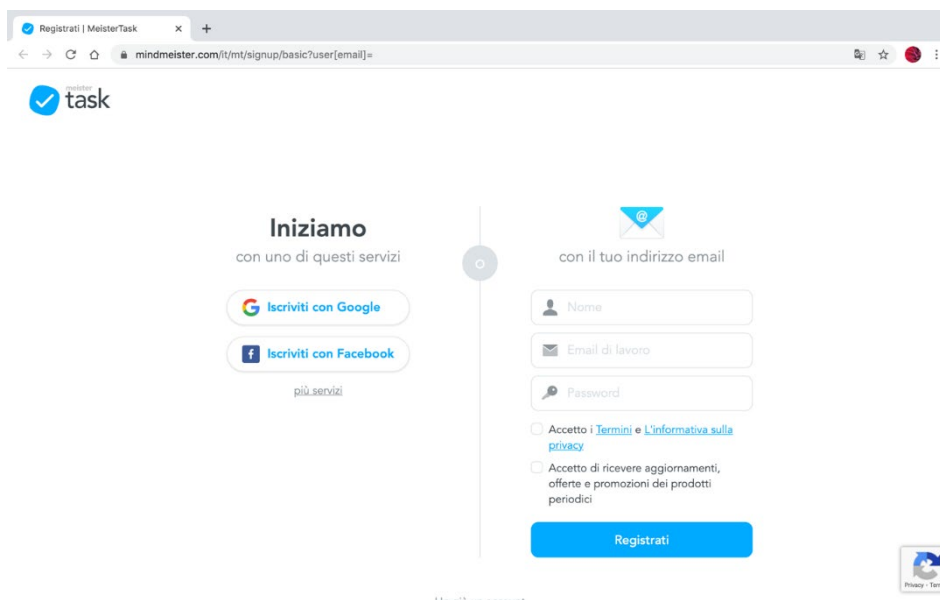 Registrati | MeisterTask
mindmeister.com/it/mt/signup/basic?user[email]=
meister
task
Iniziamo
con uno di questi servizi
Iscriviti con Google
Iscriviti con Facebook
più servizi
o
@
con il tuo indirizzo email
Nome
Email di lavoro
Password
Accetto i Termini e L'informativa sulla
privacy
Accetto di ricevere aggiornamenti,
offerte e promozioni dei prodotti
periodici
Registrati
Privacy - Ter